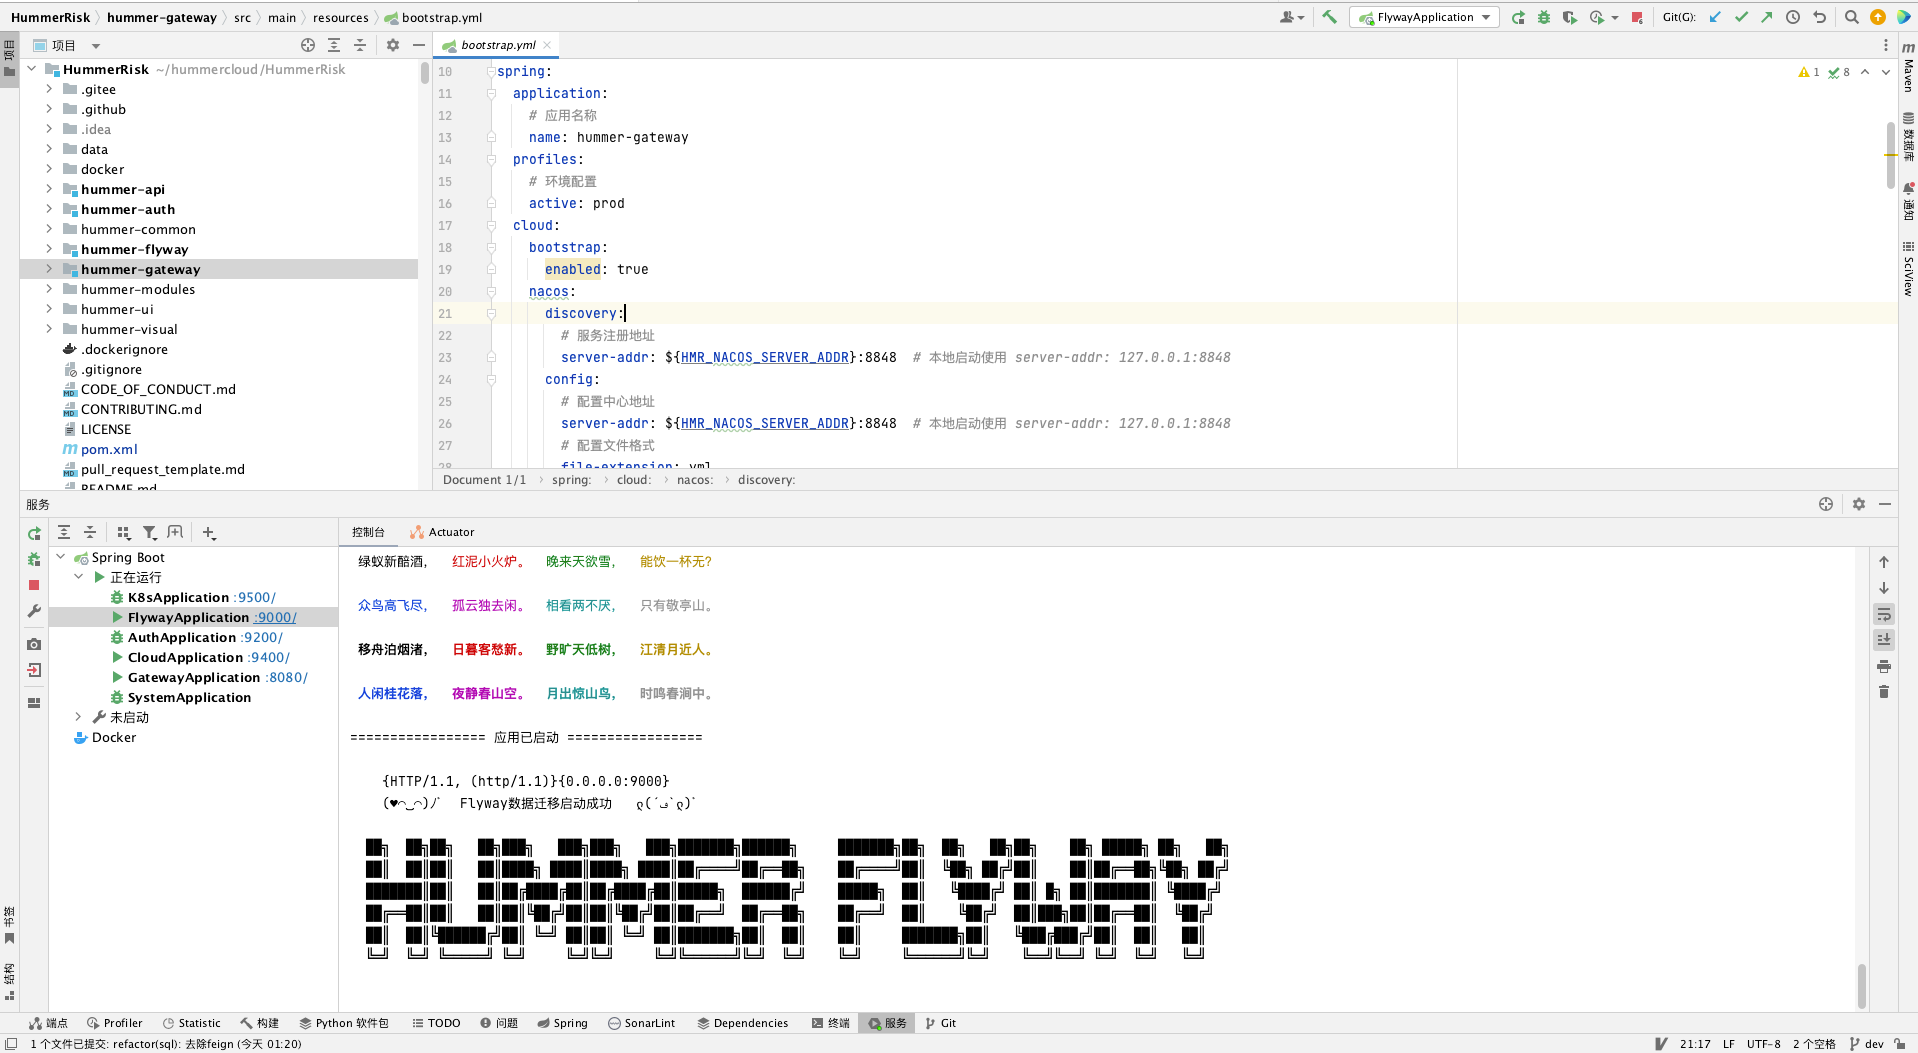 HummerRisk hummer-gateway src main resources bootstrap.yml
FlywayApplication Git(G):
项目
bootstrap.yml
HummerRisk ~/hummercloud/HummerRisk
.gitee
.github
.idea
data
docker
hummer-api
hummer-auth
hummer-common
hummer-flyway
hummer-gateway
hummer-modules
hummer-ui
hummer-visual
.dockerignore
.gitignore
CODE_OF_CONDUCT.md
CONTRIBUTING.md
LICENSE
pom.xml
pull_request_template.md
README.md
10 spring:
11 application:
12 # 应用名称
13 name: hummer-gateway
14 profiles:
15 # 环境配置
16 active: prod
17 cloud:
18 bootstrap:
19 enabled: true
20 nacos:
21 discovery:
22 # 服务注册地址
23 server-addr: ${HMR_NACOS_SERVER_ADDR}:8848 # 本地启动使用 server-addr: 127.0.0.1:8848
24 config:
25 # 配置中心地址
26 server-addr: ${HMR_NACOS_SERVER_ADDR}:8848 # 本地启动使用 server-addr: 127.0.0.1:8848
27 # 配置文件格式
28 file-extension: yml
1 8
Document 1/1 spring: cloud: nacos: discovery:
项目
书签
结构
Maven
数据库
通知
SciView
服务
Spring Boot
正在运行
K8sApplication :9500/
FlywayApplication :9000/
AuthApplication :9200/
CloudApplication :9400/
GatewayApplication :8080/
SystemApplication
未启动
Docker
控制台 Actuator
绿蚁新醅酒， 红泥小火炉。 晚来天欲雪， 能饮一杯无?
众鸟高飞尽， 孤云独去闲。 相看两不厌， 只有敬亭山。
移舟泊烟渚， 日暮客愁新。 野旷天低树， 江清月近人。
人闲桂花落， 夜静春山空。 月出惊山鸟， 时鸣春涧中。
================= 应用已启动 =================
{HTTP/1.1, (http/1.1)}{0.0.0.0:9000}
(♥◠‿◠)ﾉﾞ Flyway数据迁移启动成功 ლ(´ڡ`ლ)ﾞ
HUMMER FLYWAY
端点 Profiler Statistic 构建 Python 软件包 TODO 问题 Spring SonarLint Dependencies 终端 服务 Git
1 个文件已提交: refactor(sql): 去除feign (今天 01:20) 21:17 LF UTF-8 2 个空格 dev